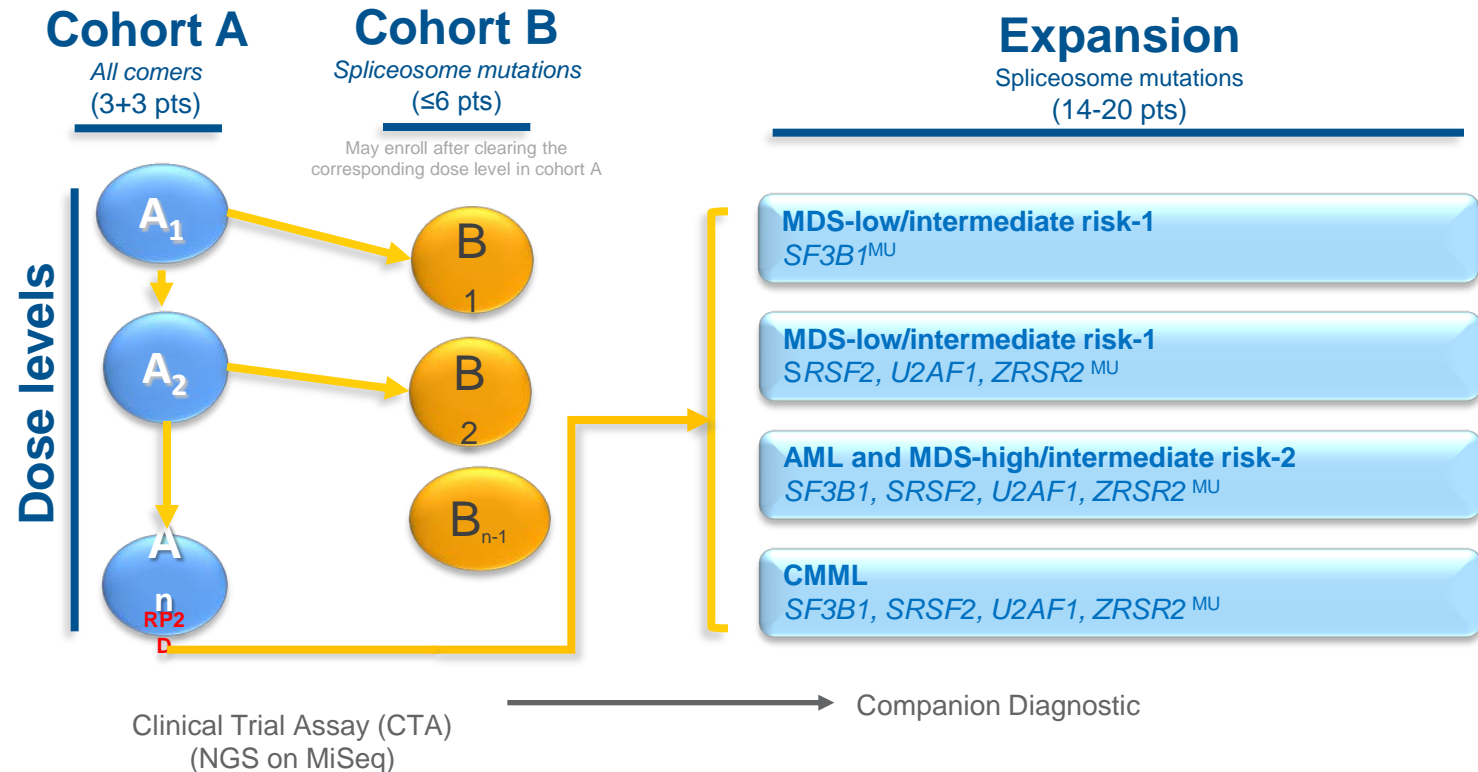 Cohort A
All comers
(3+3 pts)
Cohort B
Spliceosome mutations
(≤6 pts)
May enroll after clearing the
corresponding dose level in cohort A
Expansion
Spliceosome mutations
(14-20 pts)
Dose levels
A1
A2
A
n
RP2
D
B
1
B
2
Bn-1
MDS-low/intermediate risk-1
SF3B1MU
MDS-low/intermediate risk-1
SRSF2, U2AF1, ZRSR2 MU
AML and MDS-high/intermediate risk-2
SF3B1, SRSF2, U2AF1, ZRSR2 MU
CMML
SF3B1, SRSF2, U2AF1, ZRSR2 MU
Clinical Trial Assay (CTA)
(NGS on MiSeq)
Companion Diagnostic